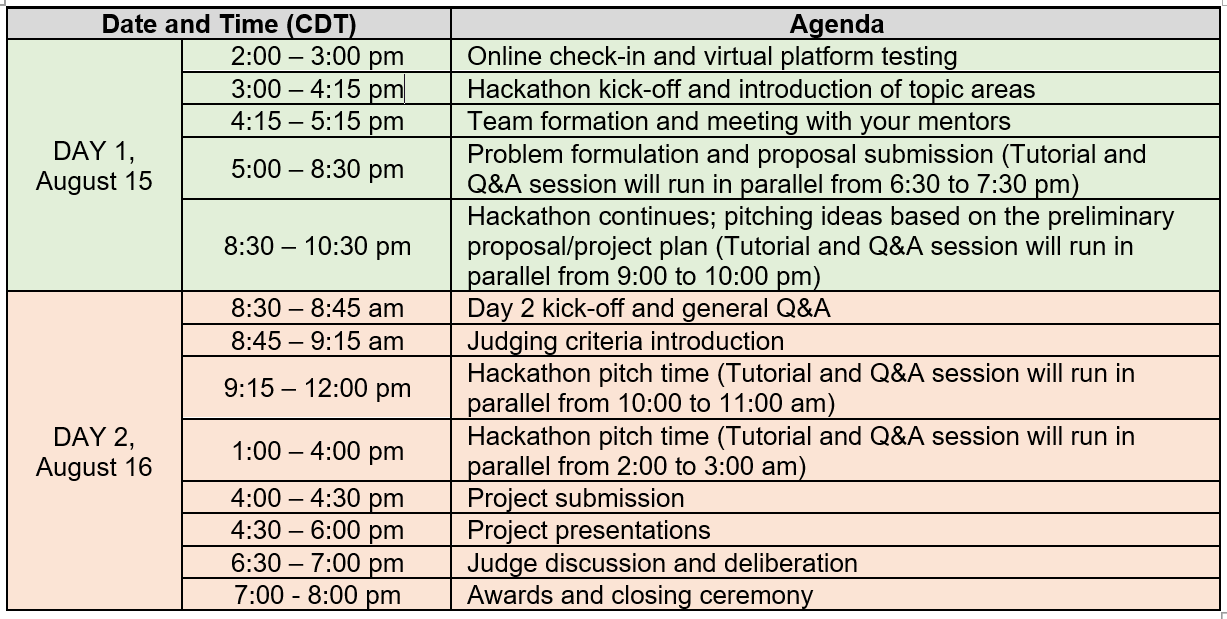 Date and Time (CDT) Agenda
DAY 1,
August 15
2:00 – 3:00 pm Online check-in and virtual platform testing
3:00 – 4:15 pm Hackathon kick-off and introduction of topic areas
4:15 – 5:15 pm Team formation and meeting with your mentors
5:00 – 8:30 pm Problem formulation and proposal submission (Tutorial and
Q&A session will run in parallel from 6:30 to 7:30 pm)
8:30 – 10:30 pm Hackathon continues; pitching ideas based on the preliminary
proposal/project plan (Tutorial and Q&A session will run in
parallel from 9:00 to 10:00 pm)
DAY 2,
August 16
8:30 – 8:45 am Day 2 kick-off and general Q&A
8:45 – 9:15 am Judging criteria introduction
9:15 – 12:00 pm Hackathon pitch time (Tutorial and Q&A session will run in
parallel from 10:00 to 11:00 am)
1:00 – 4:00 pm Hackathon pitch time (Tutorial and Q&A session will run in
parallel from 2:00 to 3:00 am)
4:00 – 4:30 pm Project submission
4:30 – 6:00 pm Project presentations
6:30 – 7:00 pm Judge discussion and deliberation
7:00 - 8:00 pm Awards and closing ceremony